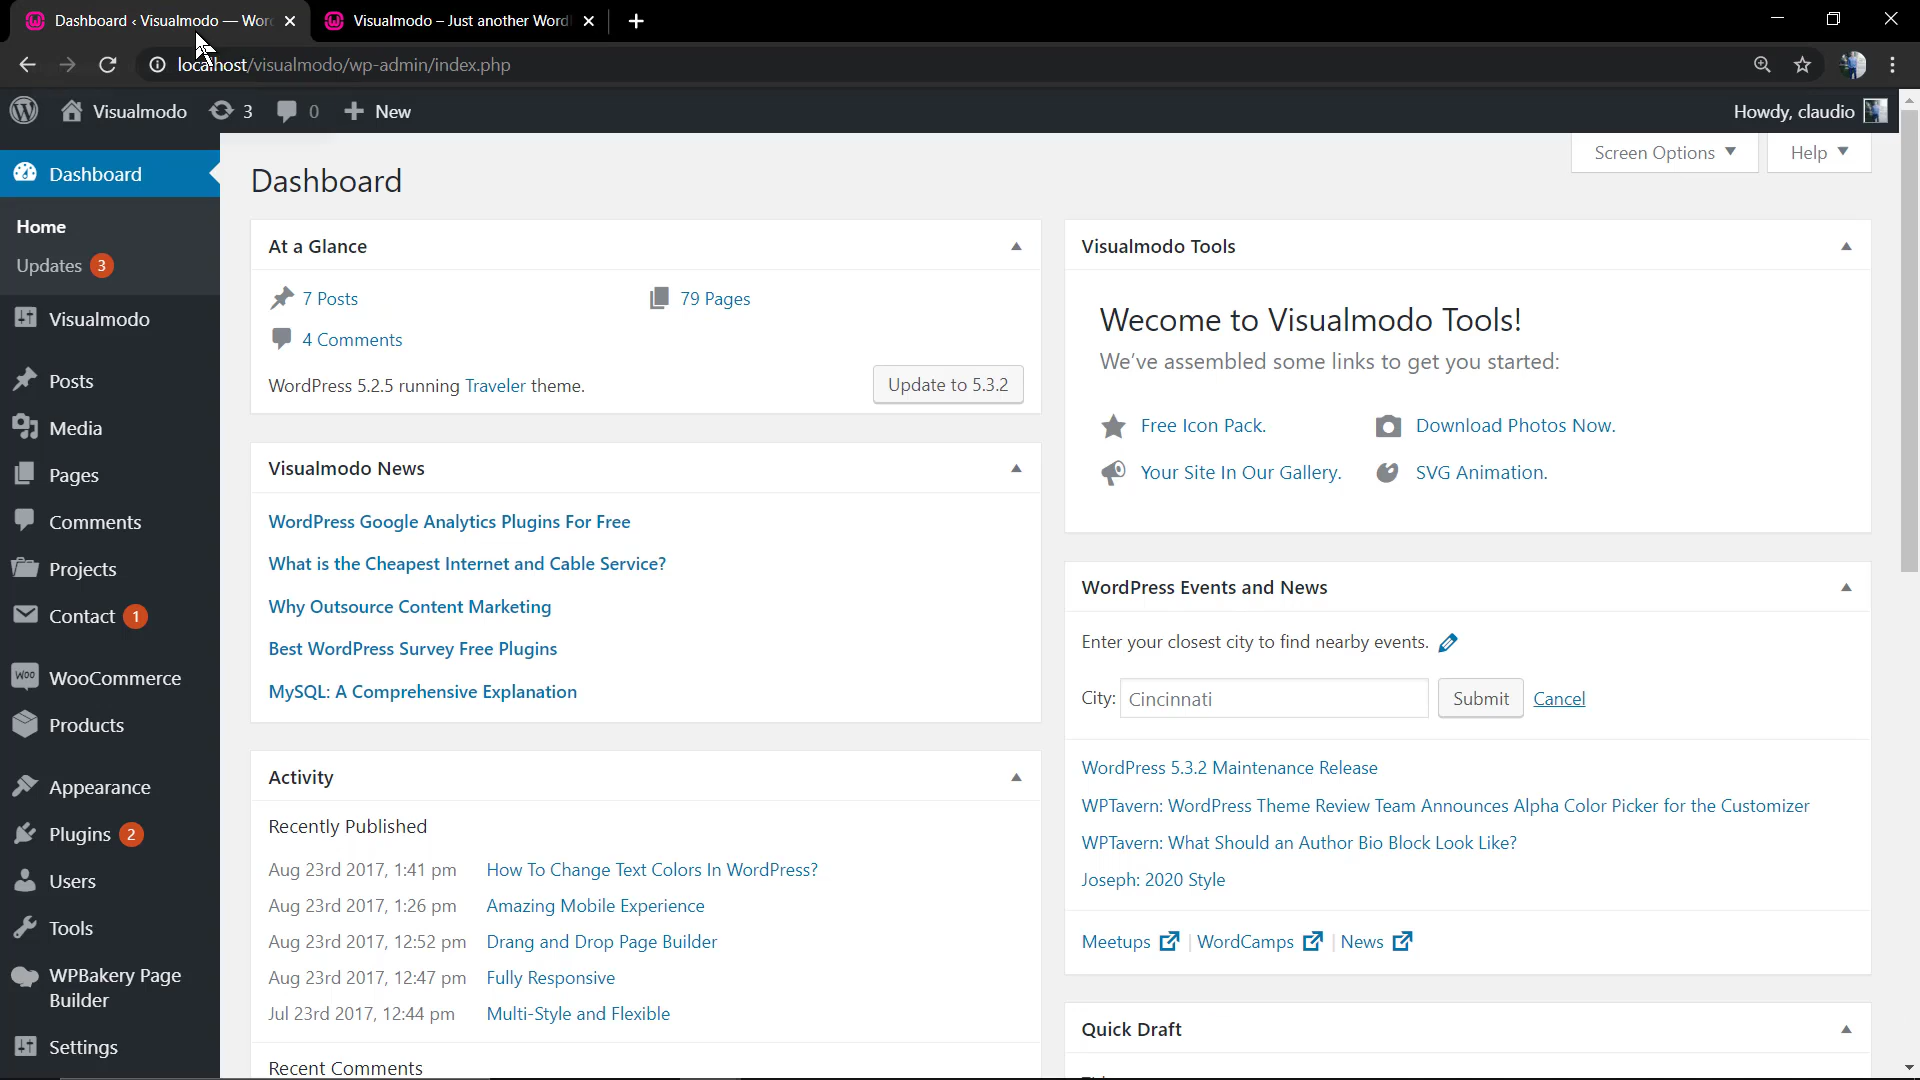 Dashboard ‹ Visualmodo — Wor
Visualmodo – Just another Word
localhost/visualmodo/wp-admin/index.php
Visualmodo
3
0
New
Howdy, claudio
Dashboard
Home
Updates 3
Visualmodo
Posts
Media
Pages
Comments
Projects
Contact 1
WOO
WooCommerce
Products
Appearance
Plugins 2
Users
Tools
WPBakery Page
Builder
Settings
Screen Options
Help
Dashboard
At a Glance
7 Posts
79 Pages
4 Comments
WordPress 5.2.5 running Traveler theme.
Update to 5.3.2
Visualmodo News
WordPress Google Analytics Plugins For Free
What is the Cheapest Internet and Cable Service?
Why Outsource Content Marketing
Best WordPress Survey Free Plugins
MySQL: A Comprehensive Explanation
Activity
Recently Published
Aug 23rd 2017, 1:41 pm How To Change Text Colors In WordPress?
Aug 23rd 2017, 1:26 pm Amazing Mobile Experience
Aug 23rd 2017, 12:52 pm Drang and Drop Page Builder
Aug 23rd 2017, 12:47 pm Fully Responsive
Jul 23rd 2017, 12:44 pm Multi-Style and Flexible
Recent Comments
Visualmodo Tools
Wecome to Visualmodo Tools!
We've assembled some links to get you started:
Free Icon Pack.
Download Photos Now.
Your Site In Our Gallery.
SVG Animation.
WordPress Events and News
Enter your closest city to find nearby events.
City: Cincinnati Submit Cancel
WordPress 5.3.2 Maintenance Release
WPTavern: WordPress Theme Review Team Announces Alpha Color Picker for the Customizer
WPTavern: What Should an Author Bio Block Look Like?
Joseph: 2020 Style
Meetups | WordCamps | News
Quick Draft